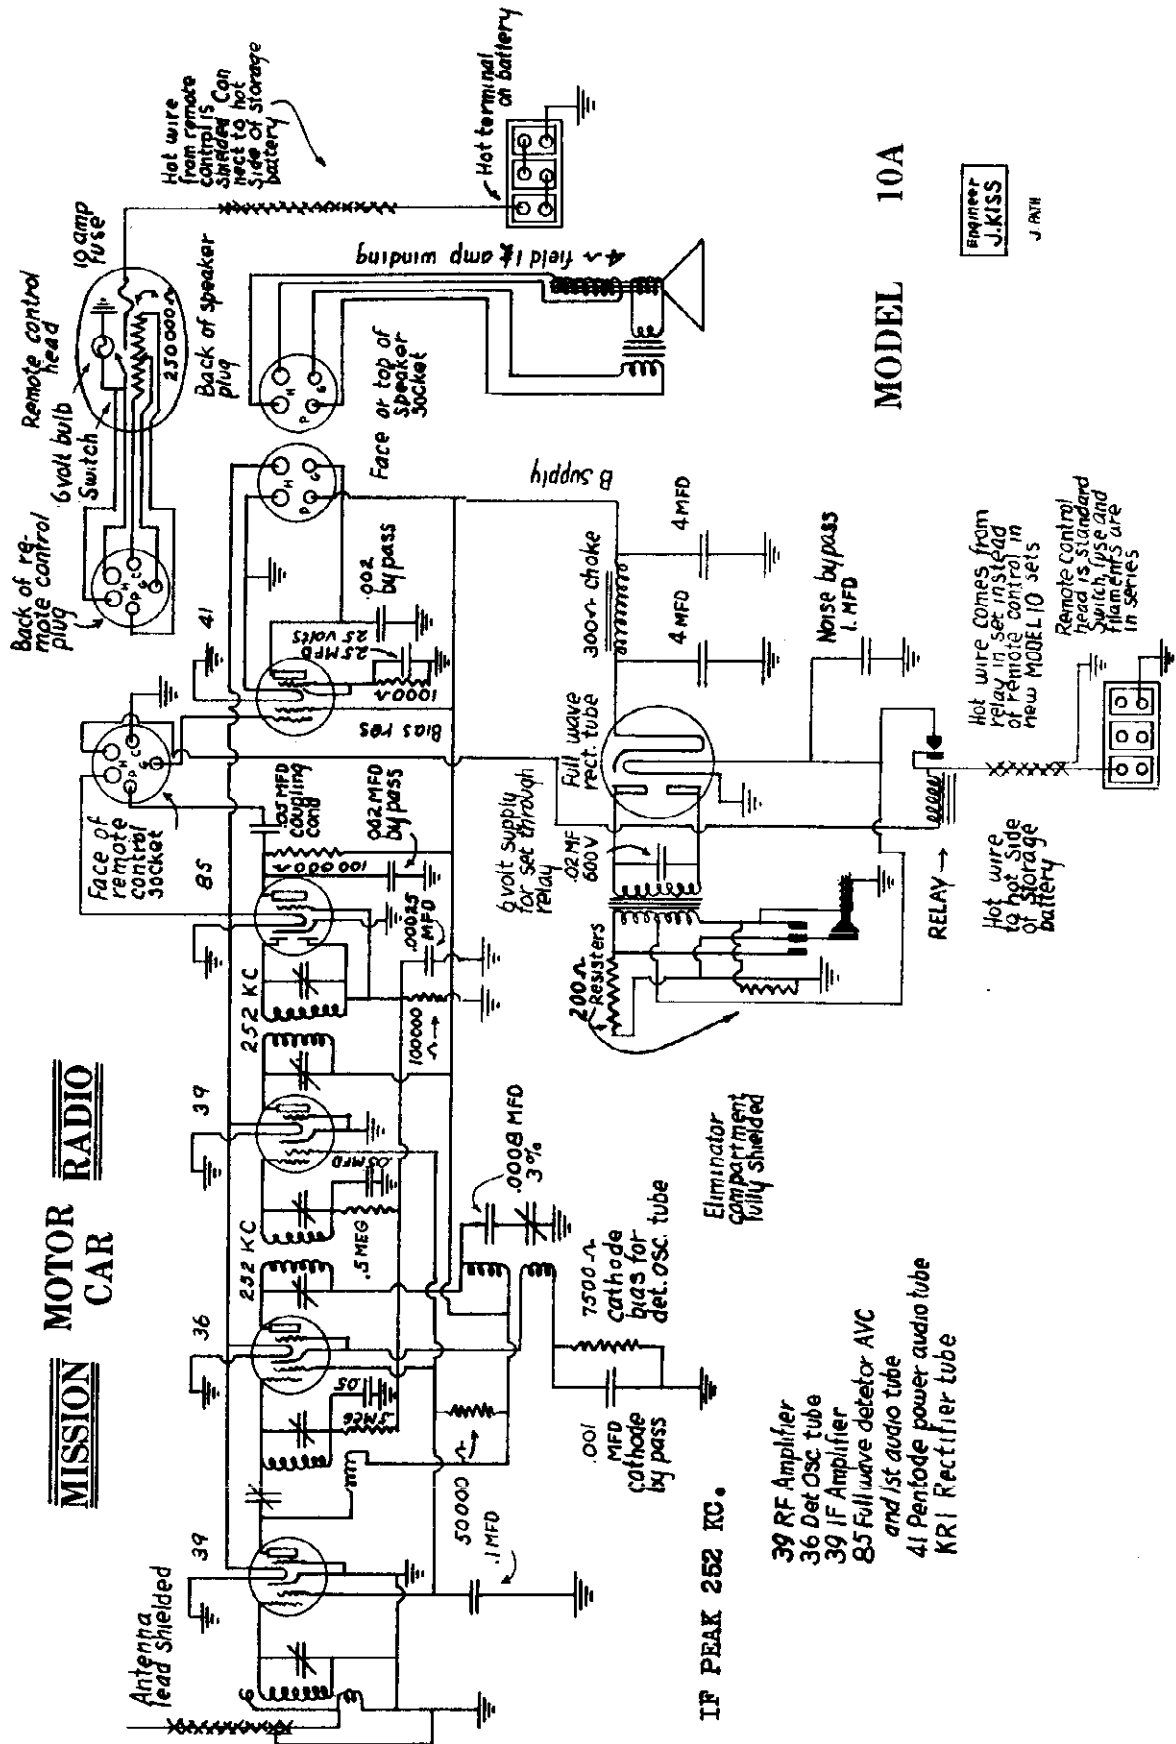 MISSION MOTOR RADIO
CAR
Antenna
lead shielded
39
36
252 KC
39
252 KC
85
Face of
remote
control
socket
41
Back of re-
mote control
plug
6 volt bulb
Switch
Remote control
head
10 amp
fuse
250000 Ω
Hot wire
from remote
control is
shielded Con
nect to hot
Side of storage
battery
Hot terminal
on battery
Back of speaker
plug
H
P
G
H
P
G
H
P
G
C
H
P
G
C
Face or top of
speaker
socket
4 Ω field 1½ amp winding
.05 MFD
coupling
cond
100000 Ω
.002 MFD
by pass
.00025
MFD
100000
Ω →
.002
by pass
25 MFD
25 volts
1000 Ω
Bias res
.05 MFD
.5 MEG
.05
.5 MEG
50000
Ω
.1 MFD
.0008 MFD
3%
7500 Ω
cathode
bias for
det. osc. tube
.001
MFD
cathode
by pass
6 volt supply
for set through
relay
Full wave
rect. tube
.02 MF
600 V
200 Ω
Resisters
300 Ω choke
B Supply
4 MFD
4 MFD
Noise bypass
1. MFD
Eliminator
compartment
fully shielded
RELAY →
Hot wire
to hot side
of storage
battery
Hot wire comes from
relay in set instead
of remote control in
new MODEL 10 sets
Remote control
head is standard
Switch, fuse and
filaments are
in series
IF PEAK 252 KC.
39 RF Amplifier
36 Det Osc. tube
39 IF Amplifier
85 Full wave detetor AVC
and 1st audio tube
41 Pentode power audio tube
KR1 Rectifier tube
MODEL 10A
Engineer
J. KISS